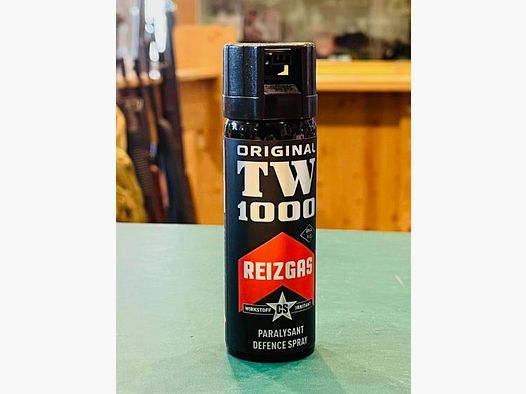 ORIGINAL
TW
1000
REIZGAS
WIRKSTOFF CS IRRITANT
PARALYSANT
DEFENCE SPRAY